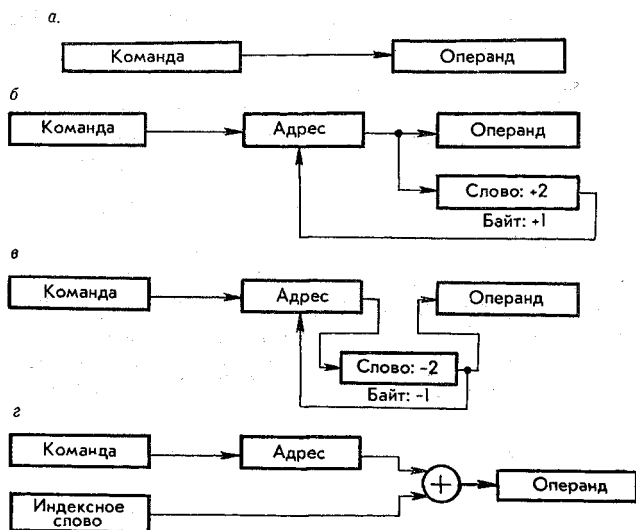 а.
Команда Операнд
б
Команда Адрес Операнд
Слово: +2
Байт: +1
в
Команда Адрес Операнд
Слово: -2
Байт: -1
г
Команда Адрес
Операнд
Индексное
слово